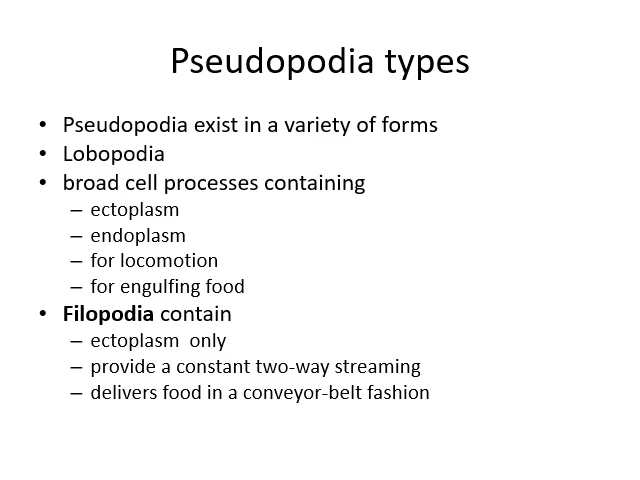 Pseudopodia types
• Pseudopodia exist in a variety of forms
• Lobopodia
• broad cell processes containing
– ectoplasm
– endoplasm
– for locomotion
– for engulfing food
• Filopodia contain
– ectoplasm  only
– provide a constant two-way streaming
– delivers food in a conveyor-belt fashion